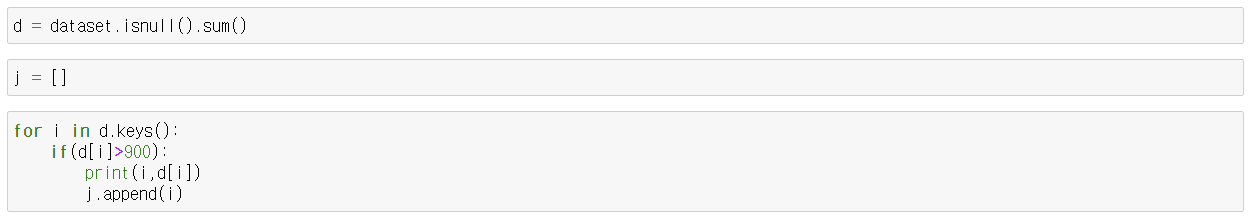 d = dataset.isnull().sum()
j = []
for i in d.keys():
    if(d[i]>900):
        print(i,d[i])
        j.append(i)